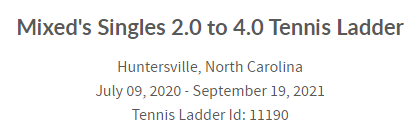 Mixed's Singles 2.0 to 4.0 Tennis Ladder
Huntersville, North Carolina
July 09, 2020 - September 19, 2021
Tennis Ladder Id: 11190